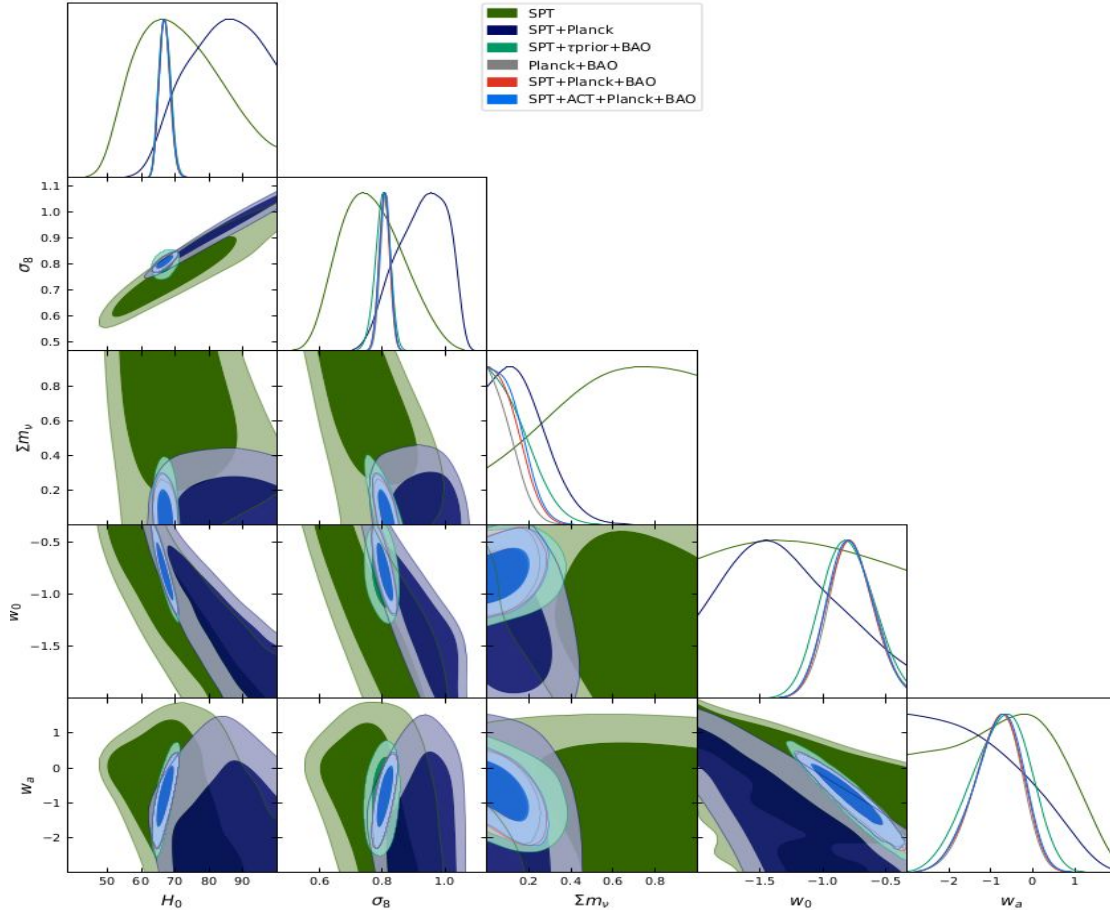 SPT
SPT+Planck
SPT+τprior+BAO
Planck+BAO
SPT+Planck+BAO
SPT+ACT+Planck+BAO
1.1
1.0
0.9
0.8
0.7
0.6
0.5
σ₈
0.8
0.6
0.4
0.2
Σmᵥ
−0.5
−1.0
−1.5
w₀
1
0
−1
−2
wₐ
50 70 90
0.6 0.8 1.0
0.2 0.4 0.6 0.8
−1.5 −1.0 −0.5
−2 −1 0 1
H₀ σ₈ Σmᵥ w₀ wₐ